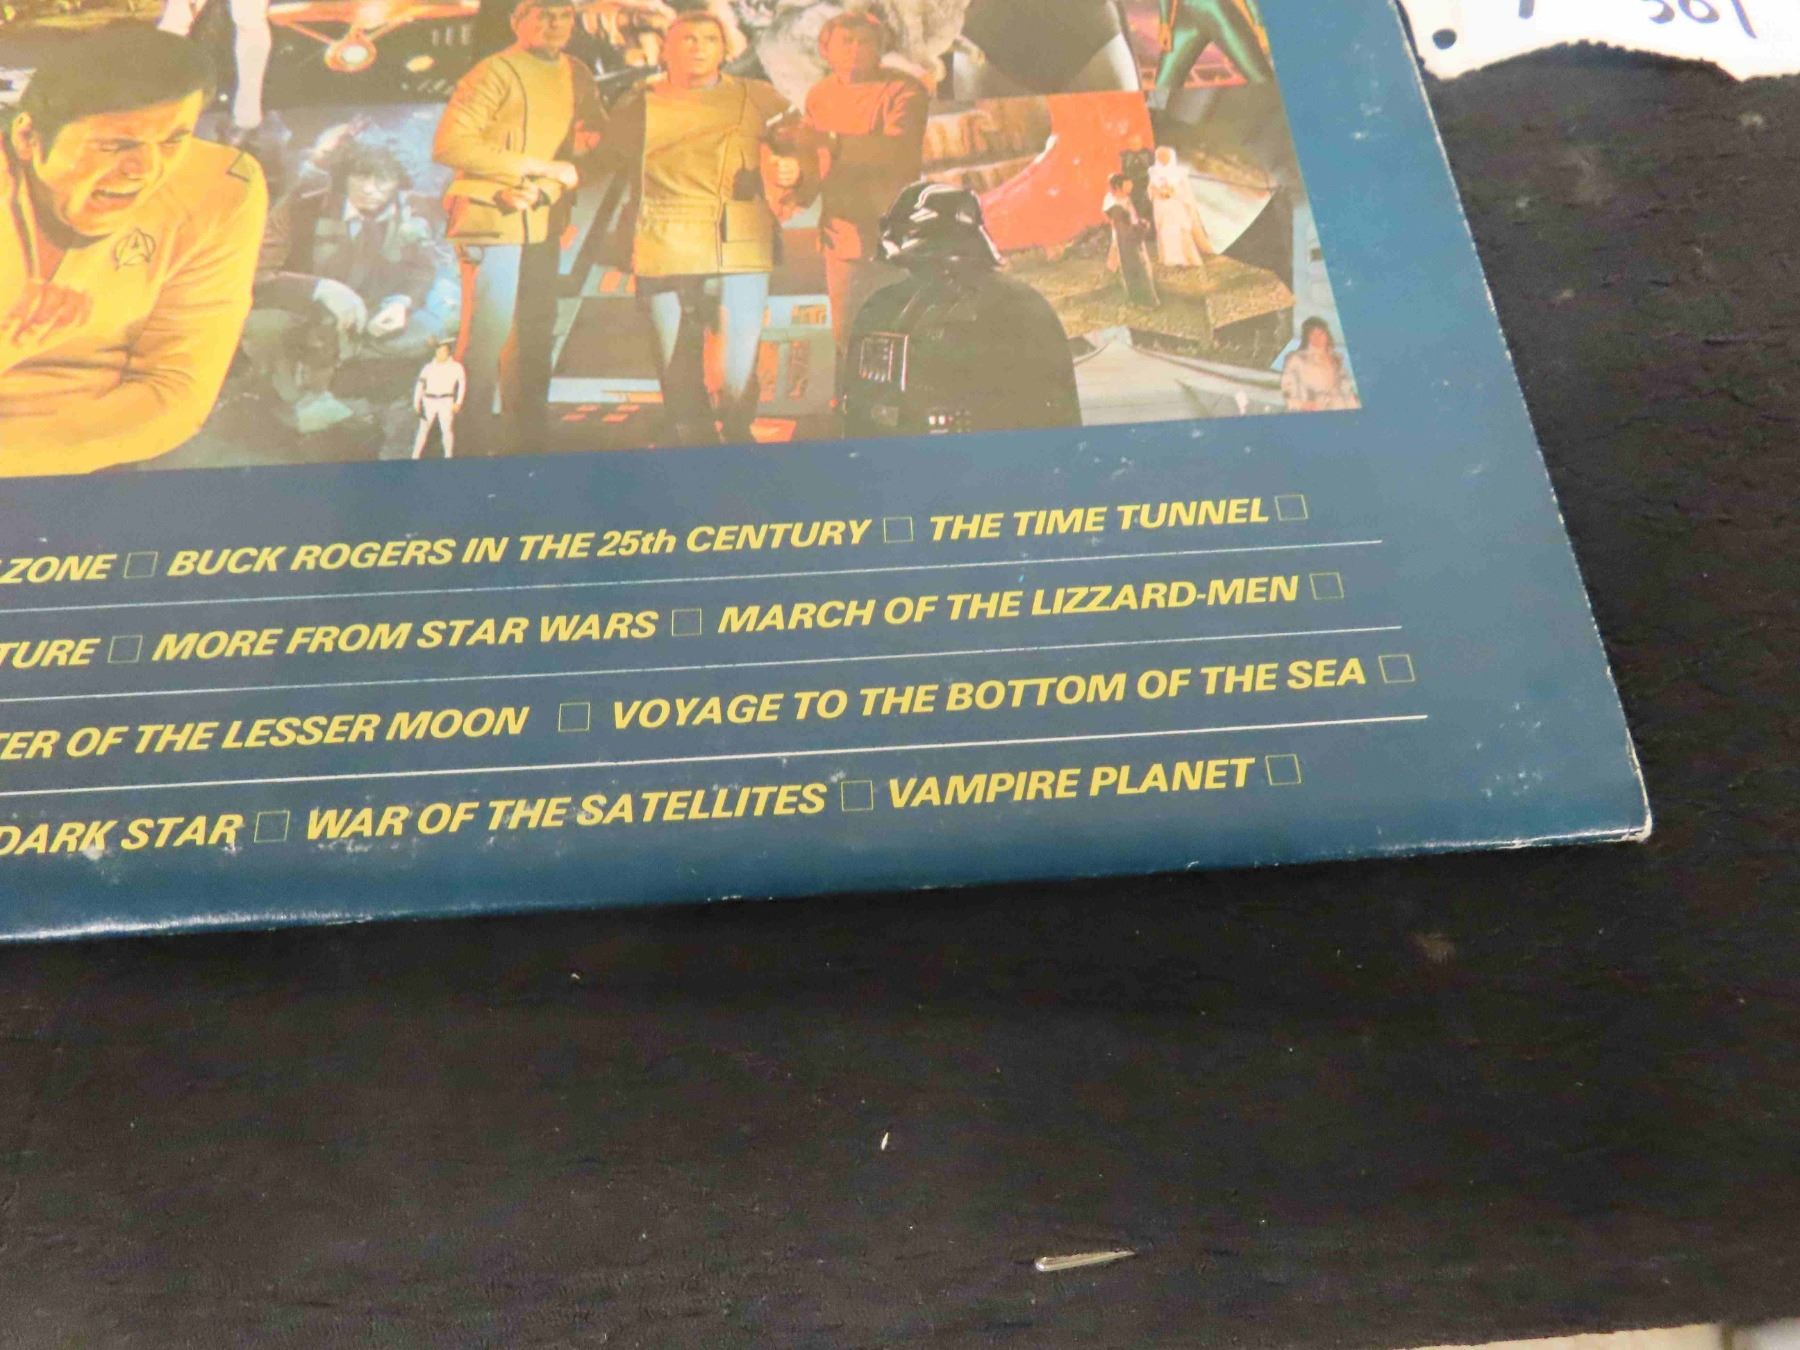 ZONE □ BUCK ROGERS IN THE 25th CENTURY □ THE TIME TUNNEL □
TURE □ MORE FROM STAR WARS □ MARCH OF THE LIZZARD-MEN □
TER OF THE LESSER MOON □ VOYAGE TO THE BOTTOM OF THE SEA □
DARK STAR □ WAR OF THE SATELLITES □ VAMPIRE PLANET □